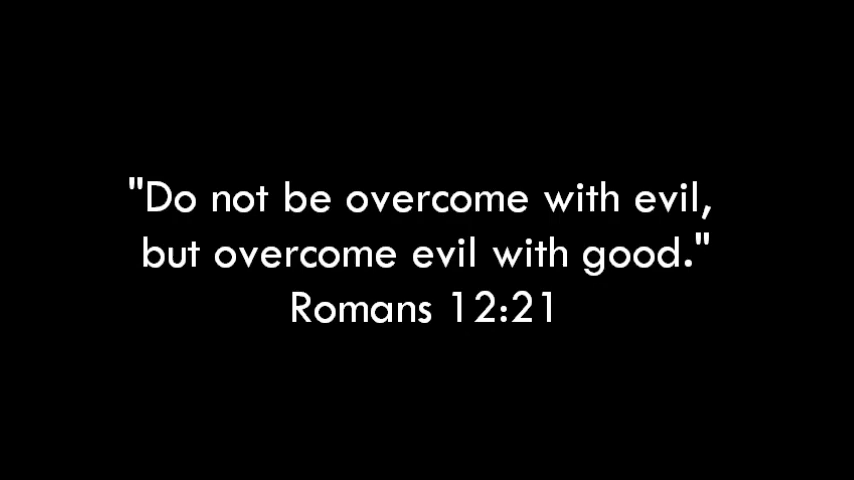 "Do not be overcome with evil,
but overcome evil with good."
Romans 12:21